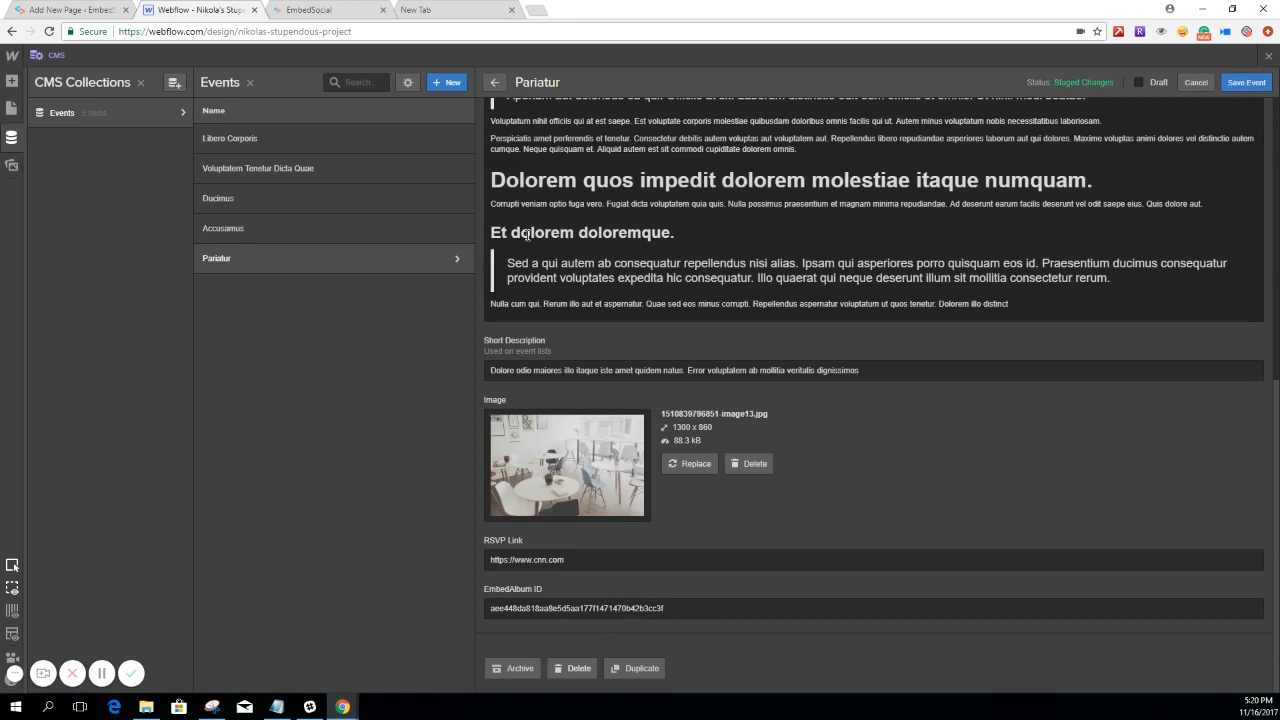 Add New Page ‹ EmbedS
Webflow - Nikola's Stupe
EmbedSocial
New Tab
Secure
https://webflow.com/design/nikolas-stupendous-project
NEW
CMS
CMS Collections
Events
Search...
+ New
Pariatur
Status: Staged Changes
Draft
Cancel
Save Event
Events 5 items
Name
Libero Corporis
Voluptatem Tenetur Dicta Quae
Ducimus
Accusamus
Pariatur
Voluptatum nihil officiis qui at est saepe. Est voluptate corporis molestiae quibusdam doloribus omnis facilis qui ut. Autem minus voluptatum nobis necessitatibus laboriosam.
Perspiciatis amet perferendis et tenetur. Consectetur debitis autem voluptas aut voluptatem aut. Repellendus libero repudiandae asperiores laborum aut qui dolores. Maxime voluptas animi dolores vel distinctio autem
cumque. Neque quisquam et. Aliquid autem est sit commodi cupiditate dolorem omnis.
Dolorem quos impedit dolorem molestiae itaque numquam.
Corrupti veniam optio fuga vero. Fugiat dicta voluptatem quia quis. Nulla possimus praesentium et magnam minima repudiandae. Ad deserunt earum facilis deserunt vel odit saepe eius. Quis dolore aut.
Et dolorem doloremque.
Sed a qui autem ab consequatur repellendus nisi alias. Ipsam qui asperiores porro quisquam eos id. Praesentium ducimus consequatur
provident voluptates expedita hic consequatur. Illo quaerat qui neque deserunt illum sit mollitia consectetur rerum.
Nulla cum qui. Rerum illo aut et aspernatur. Quae sed eos minus corrupti. Repellendus aspernatur voluptatum ut quos tenetur. Dolorem illo distinct
Short Description
Used on event lists
Dolore odio maiores illo itaque iste amet quidem natus. Error voluptatem ab mollitia veritatis dignissimos
Image
1510839796851-image13.jpg
1300 x 860
88.3 kB
Replace
Delete
RSVP Link
https://www.cnn.com
EmbedAlbum ID
aee448da818aa8e5d5aa177f1471470b42b3cc3f
Archive
Delete
Duplicate
5:20 PM
11/16/2017